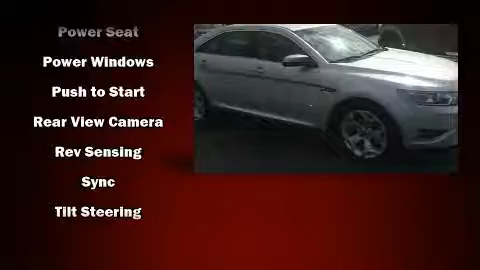 Power Seat
Power Windows
Push to Start
Rear View Camera
Rev Sensing
Sync
Tilt Steering